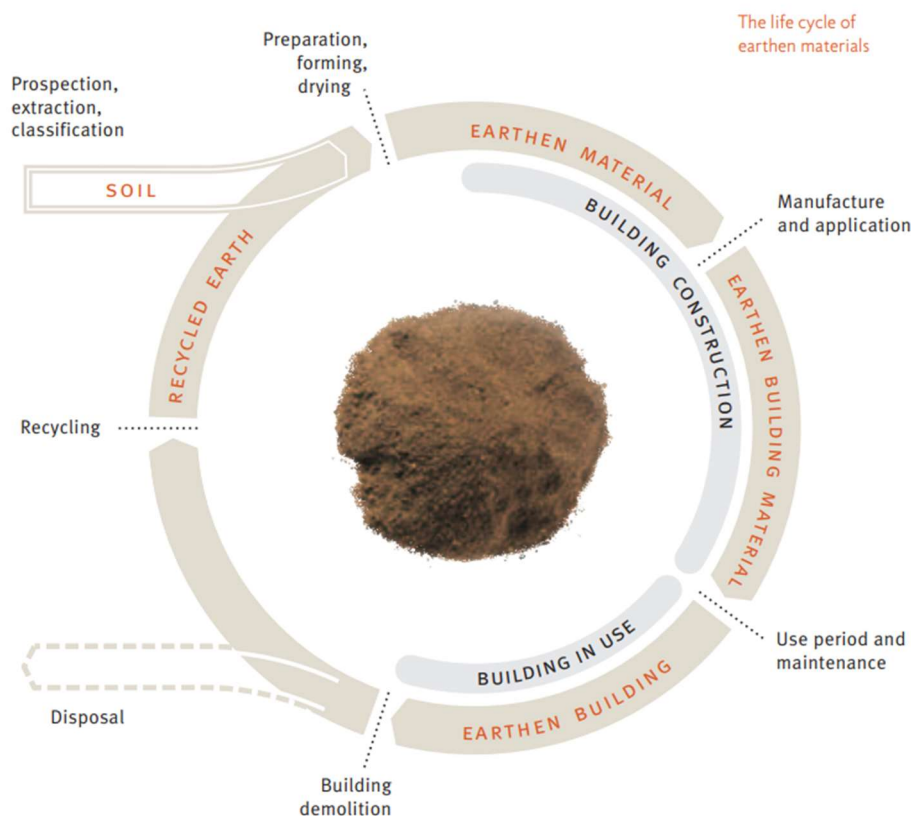 The life cycle of
earthen materials
Preparation,
forming,
drying
Prospection,
extraction,
classification
SOIL
EARTHEN MATERIAL
BUILDING CONSTRUCTION
Manufacture
and application
EARTHEN BUILDING MATERIAL
RECYCLED EARTH
Recycling
Use period and
maintenance
BUILDING IN USE
EARTHEN BUILDING
Disposal
Building
demolition